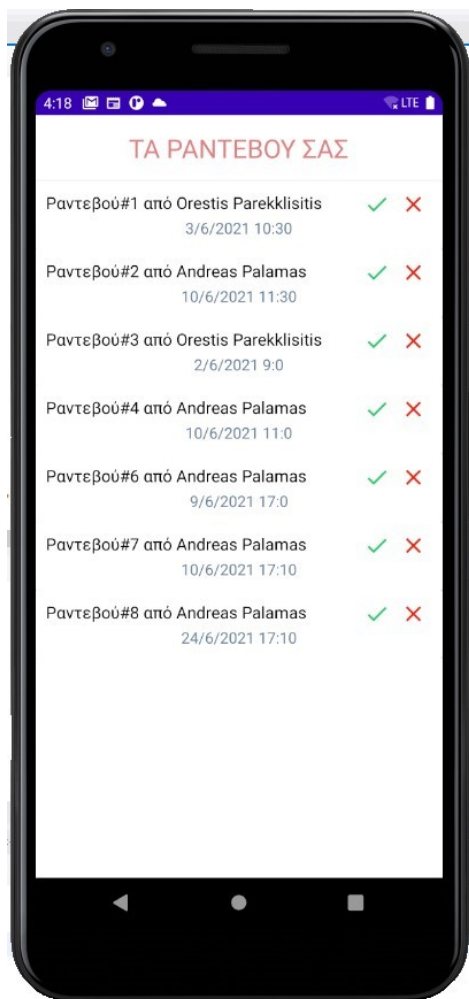 4:18 LTE
ΤΑ ΡΑΝΤΕΒΟΥ ΣΑΣ
Ραντεβού#1 από Orestis Parekklisitis
3/6/2021 10:30
Ραντεβού#2 από Andreas Palamas
10/6/2021 11:30
Ραντεβού#3 από Orestis Parekklisitis
2/6/2021 9:0
Ραντεβού#4 από Andreas Palamas
10/6/2021 11:0
Ραντεβού#6 από Andreas Palamas
9/6/2021 17:0
Ραντεβού#7 από Andreas Palamas
10/6/2021 17:10
Ραντεβού#8 από Andreas Palamas
24/6/2021 17:10